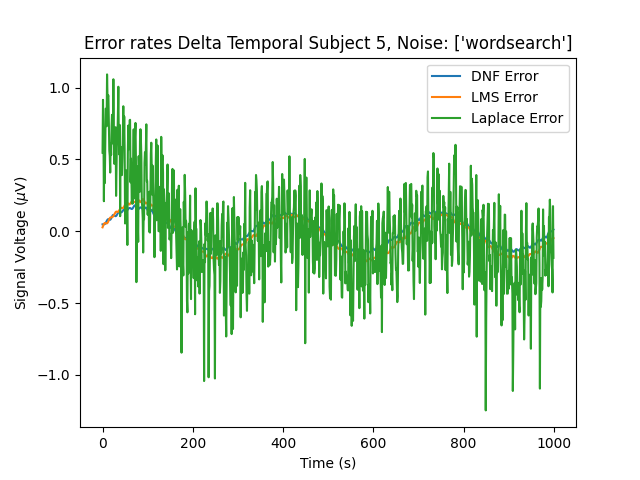 Error rates Delta Temporal Subject 5, Noise: ['wordsearch']
DNF Error
LMS Error
Laplace Error
1.0
0.5
0.0
−0.5
−1.0
Signal Voltage (μV)
0 200 400 600 800 1000
Time (s)